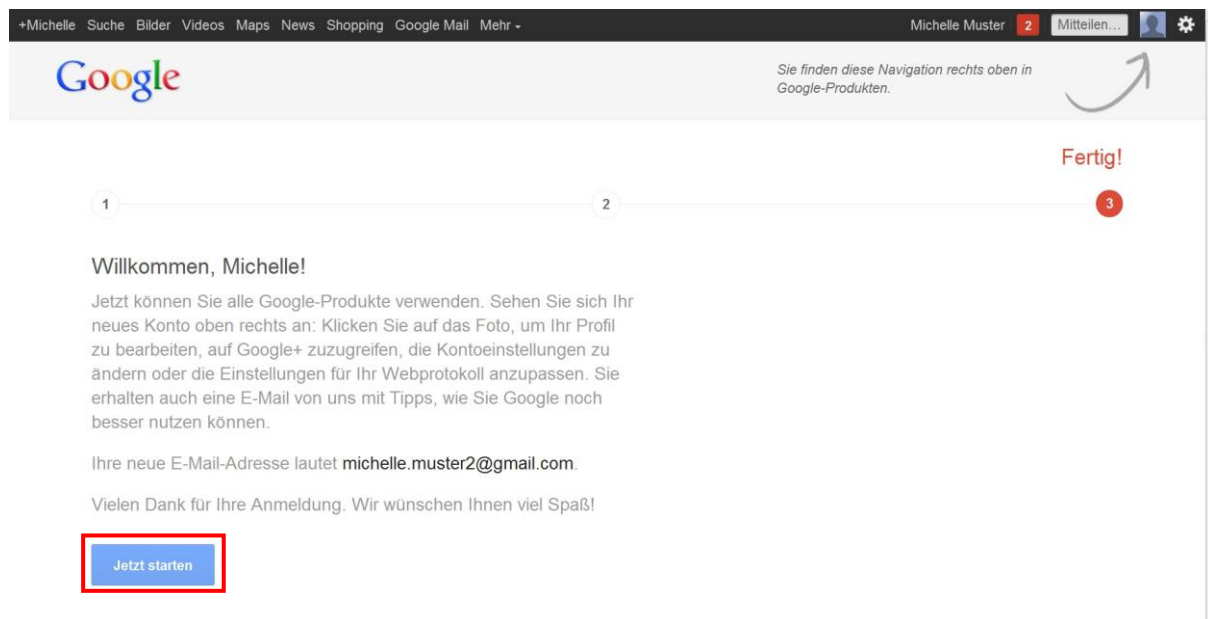 +Michelle Suche Bilder Videos Maps News Shopping Google Mail Mehr Michelle Muster 2 Mitteilen...
Google
Sie finden diese Navigation rechts oben in
Google-Produkten.
Fertig!
1 2 3
Willkommen, Michelle!
Jetzt können Sie alle Google-Produkte verwenden. Sehen Sie sich Ihr
neues Konto oben rechts an: Klicken Sie auf das Foto, um Ihr Profil
zu bearbeiten, auf Google+ zuzugreifen, die Kontoeinstellungen zu
ändern oder die Einstellungen für Ihr Webprotokoll anzupassen. Sie
erhalten auch eine E-Mail von uns mit Tipps, wie Sie Google noch
besser nutzen können.
Ihre neue E-Mail-Adresse lautet michelle.muster2@gmail.com.
Vielen Dank für Ihre Anmeldung. Wir wünschen Ihnen viel Spaß!
Jetzt starten